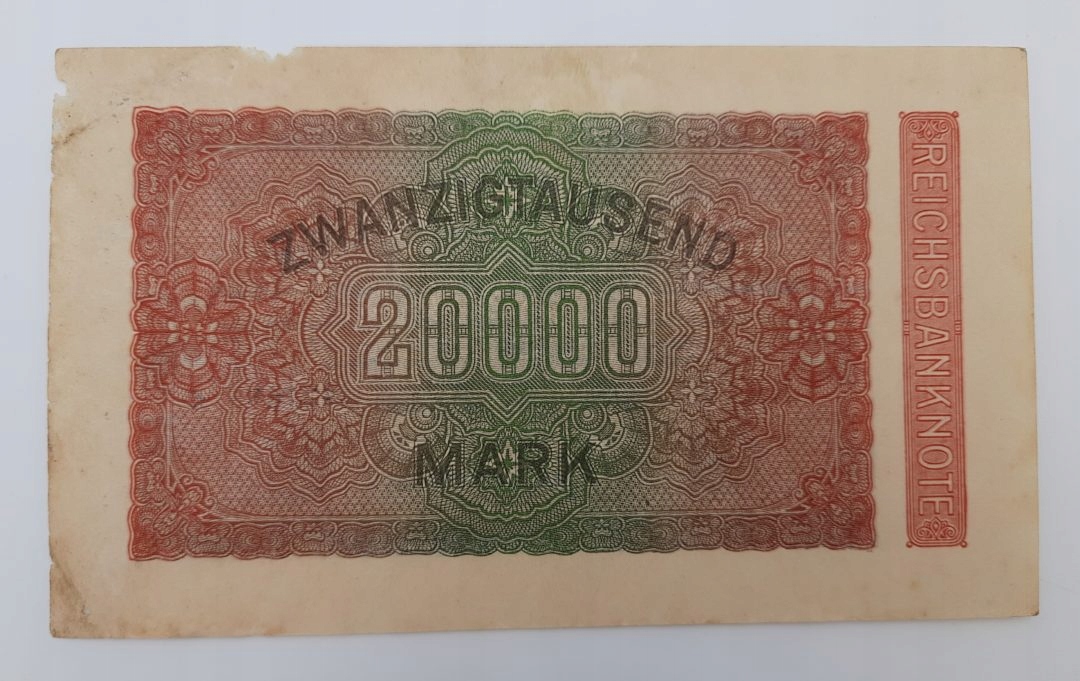 ZWANZIGTAUSEND
20000
MARK
REICHSBANKNOTE